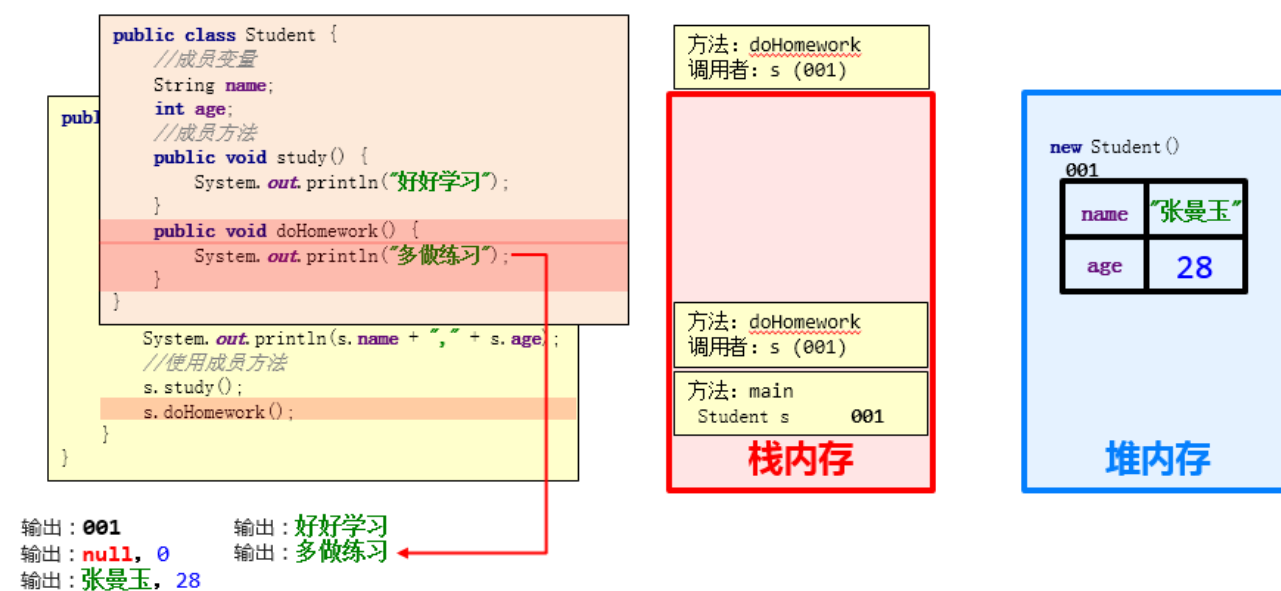 public class Student {
//成员变量
String name;
int age;
//成员方法
public void study() {
System.out.println("好好学习");
}
public void doHomework() {
System.out.println("多做练习");
}
}
publ
System.out.println(s.name + "," + s.age);
//使用成员方法
s.study();
s.doHomework();
}
}
输出：001
输出：null，0
输出：张曼玉，28
输出：好好学习
输出：多做练习
方法：doHomework
调用者：s (001)
方法：doHomework
调用者：s (001)
方法：main
Student s 001
栈内存
new Student()
001
name "张曼玉"
age 28
堆内存